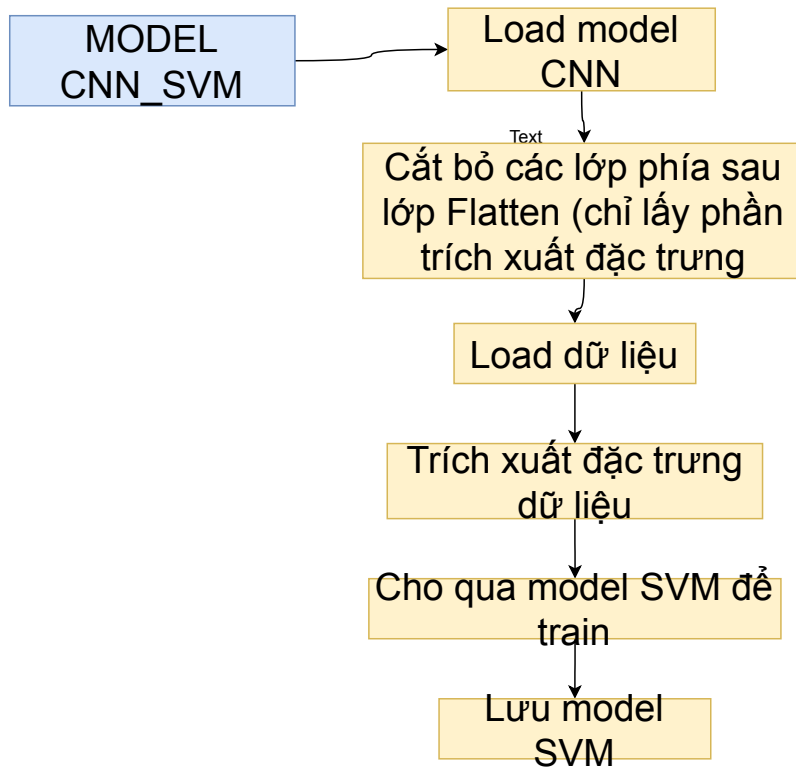 MODEL
CNN_SVM
Load model
CNN
Text
Cắt bỏ các lớp phía sau
lớp Flatten (chỉ lấy phần
trích xuất đặc trưng
Load dữ liệu
Trích xuất đặc trưng
dữ liệu
Cho qua model SVM để
train
Lưu model
SVM